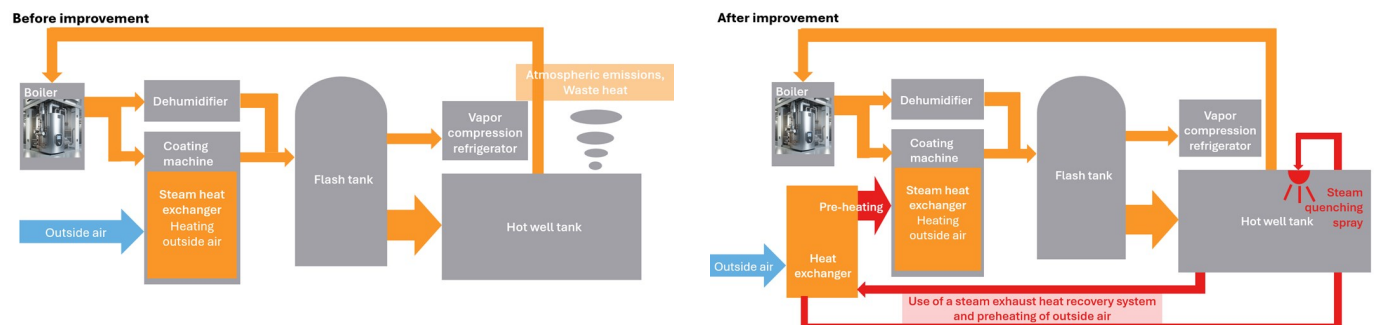 Before improvement
Atmospheric emissions,
Waste heat
Boiler
Dehumidifier
Coating
machine
Steam heat
exchanger
Heating
outside air
Outside air
Flash tank
Vapor
compression
refrigerator
Hot well tank
After improvement
Boiler
Dehumidifier
Coating
machine
Steam heat
exchanger
Heating
outside air
Pre-heating
Outside air
Heat
exchanger
Flash tank
Vapor
compression
refrigerator
Hot well tank
Steam
quenching
spray
Use of a steam exhaust heat recovery system
and preheating of outside air